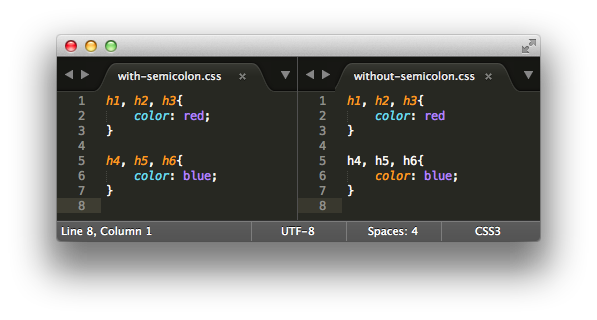 with-semicolon.css ×
without-semicolon.css ×
1 h1, h2, h3{
2 color: red;
3 }
4
5 h4, h5, h6{
6 color: blue;
7 }
8
1 h1, h2, h3{
2 color: red
3 }
4
5 h4, h5, h6{
6 color: blue;
7 }
8
Line 8, Column 1
UTF-8
Spaces: 4
CSS3